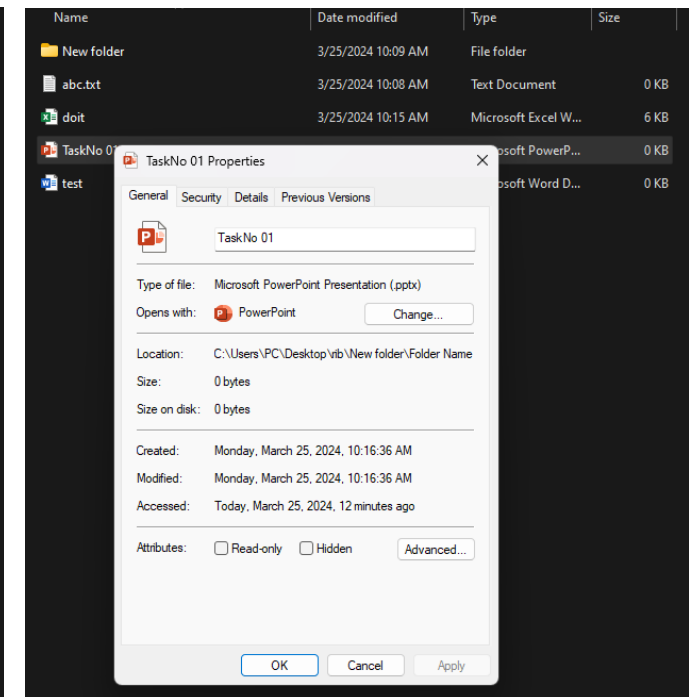 Name Date modified Type Size
New folder 3/25/2024 10:09 AM File folder
abc.txt 3/25/2024 10:08 AM Text Document 0 KB
doit 3/25/2024 10:15 AM Microsoft Excel W... 6 KB
TaskNo 0 osoft PowerP... 0 KB
test osoft Word D... 0 KB
TaskNo 01 Properties
General Security Details Previous Versions
TaskNo 01
Type of file: Microsoft PowerPoint Presentation (.pptx)
Opens with: PowerPoint Change...
Location: C:\Users\PC\Desktop\rib\New folder\Folder Name
Size: 0 bytes
Size on disk: 0 bytes
Created: Monday, March 25, 2024, 10:16:36 AM
Modified: Monday, March 25, 2024, 10:16:36 AM
Accessed: Today, March 25, 2024, 12 minutes ago
Attributes: Read-only Hidden Advanced...
OK Cancel Apply